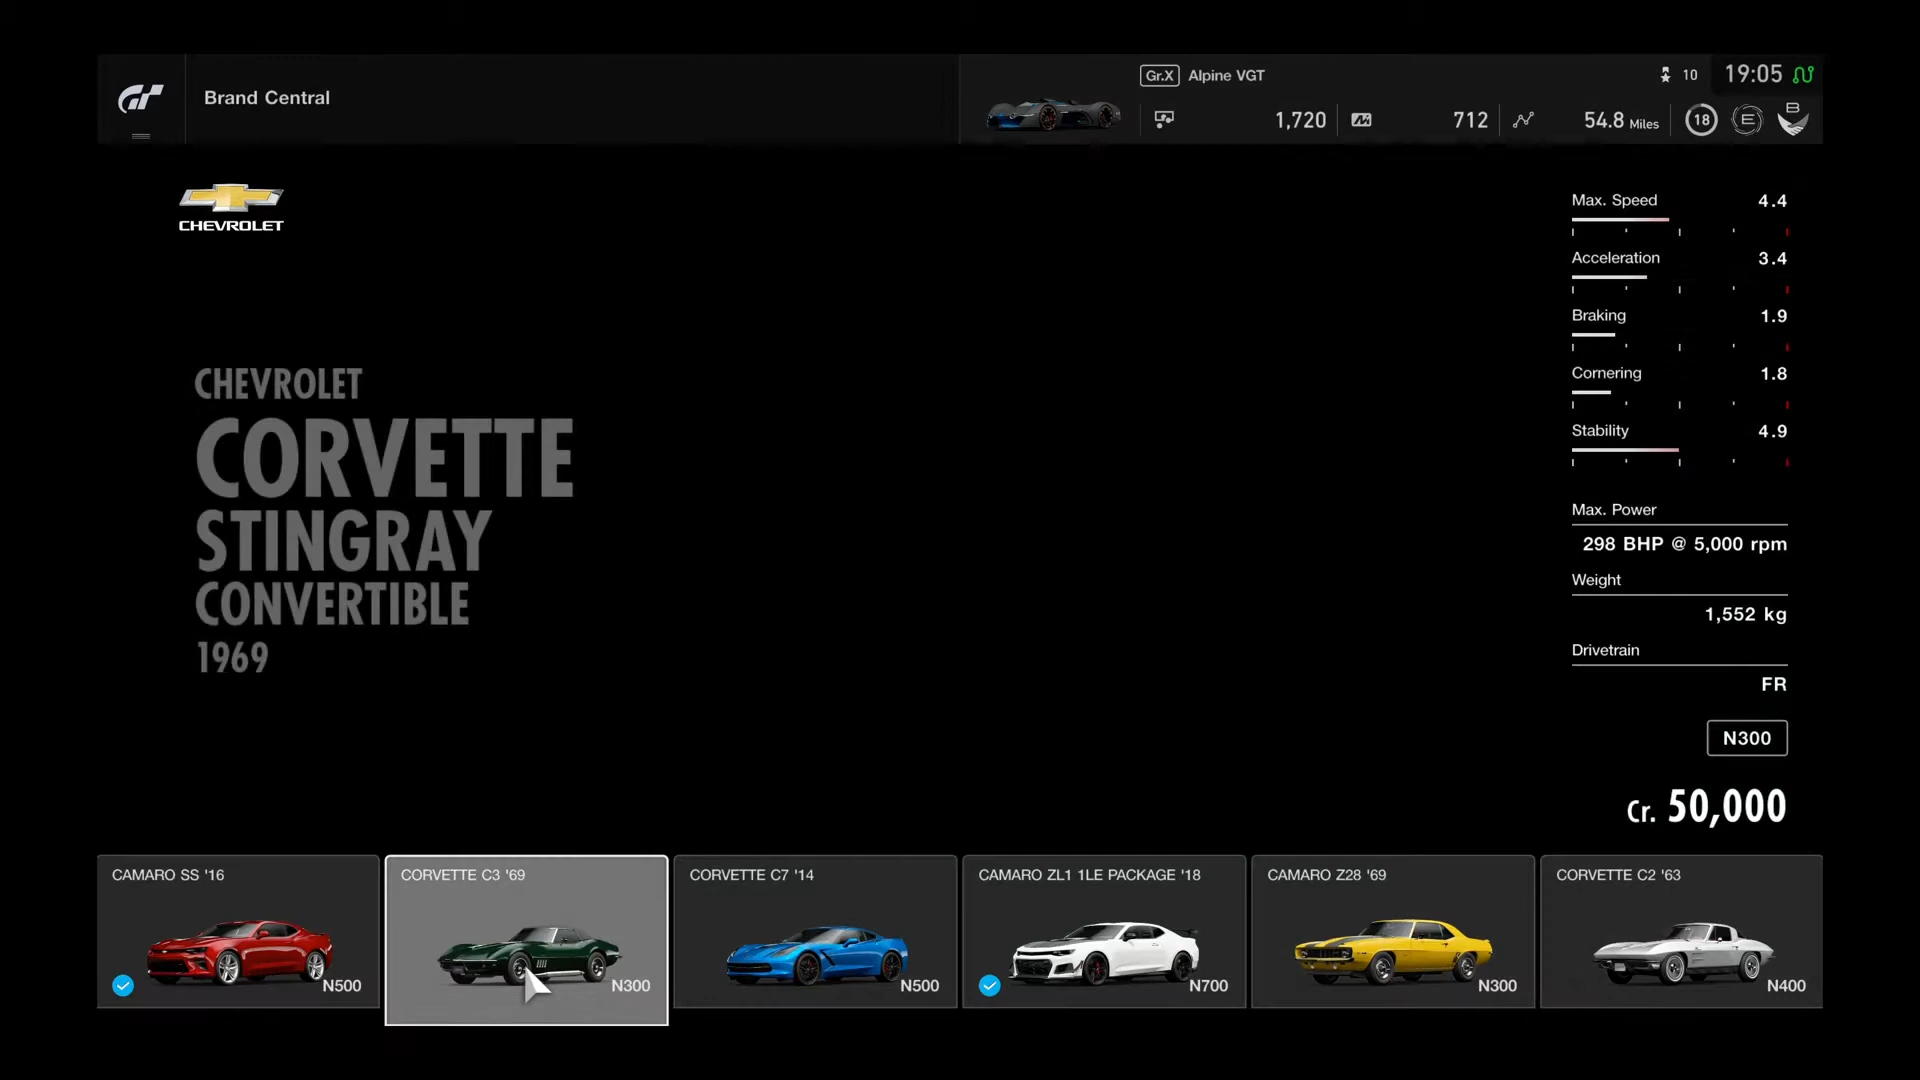 Brand Central
Gr.X Alpine VGT
10
19:05
1,720
712
54.8 Miles
18
E
B
CHEVROLET
CHEVROLET
CORVETTE
STINGRAY
CONVERTIBLE
1969
Max. Speed 4.4
Acceleration 3.4
Braking 1.9
Cornering 1.8
Stability 4.9
Max. Power
298 BHP @ 5,000 rpm
Weight
1,552 kg
Drivetrain
FR
N300
Cr. 50,000
CAMARO SS '16
N500
CORVETTE C3 '69
N300
CORVETTE C7 '14
N500
CAMARO ZL1 1LE PACKAGE '18
N700
CAMARO Z28 '69
N300
CORVETTE C2 '63
N400